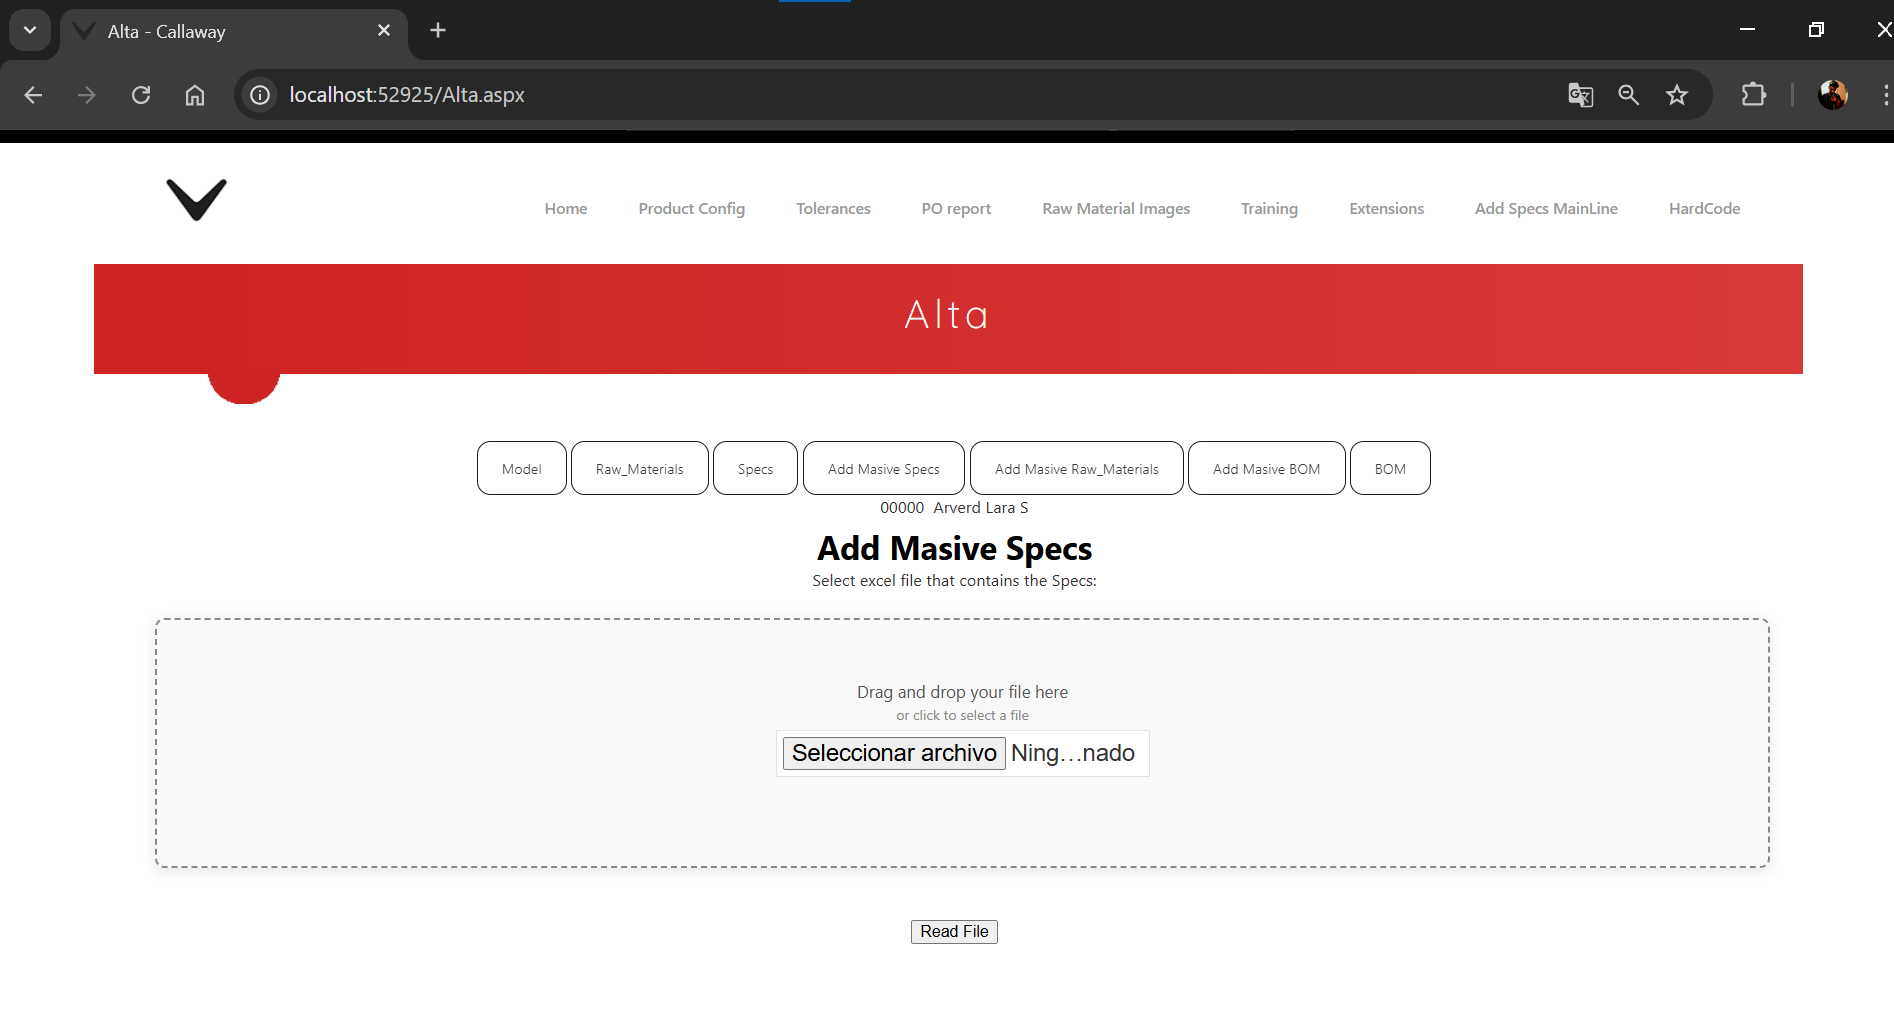 Alta - Callaway
localhost:52925/Alta.aspx
Home Product Config Tolerances PO report Raw Material Images Training Extensions Add Specs MainLine HardCode
Alta
Model Raw_Materials Specs Add Masive Specs Add Masive Raw_Materials Add Masive BOM BOM
00000 Arverd Lara S
Add Masive Specs
Select excel file that contains the Specs:
Drag and drop your file here
or click to select a file
Seleccionar archivo Ning...nado
Read File